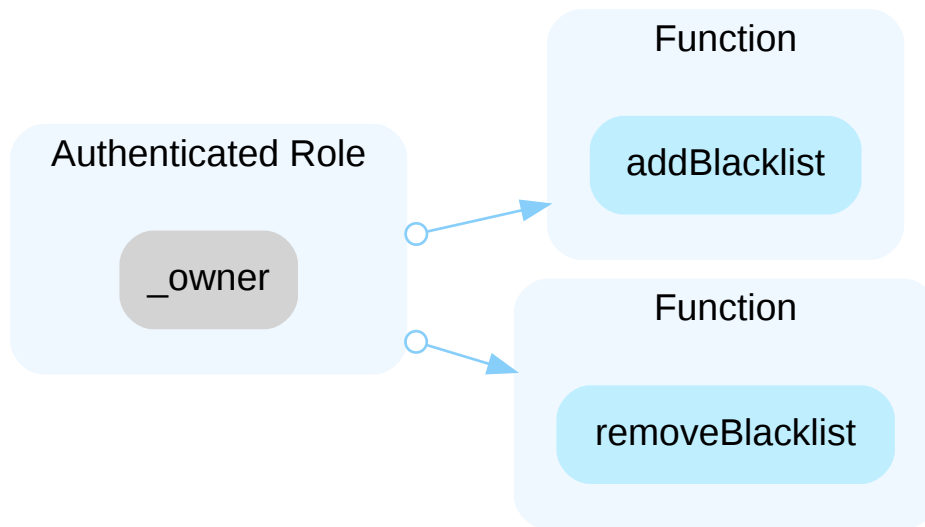 Authenticated Role
_owner
Function
addBlacklist
Function
removeBlacklist